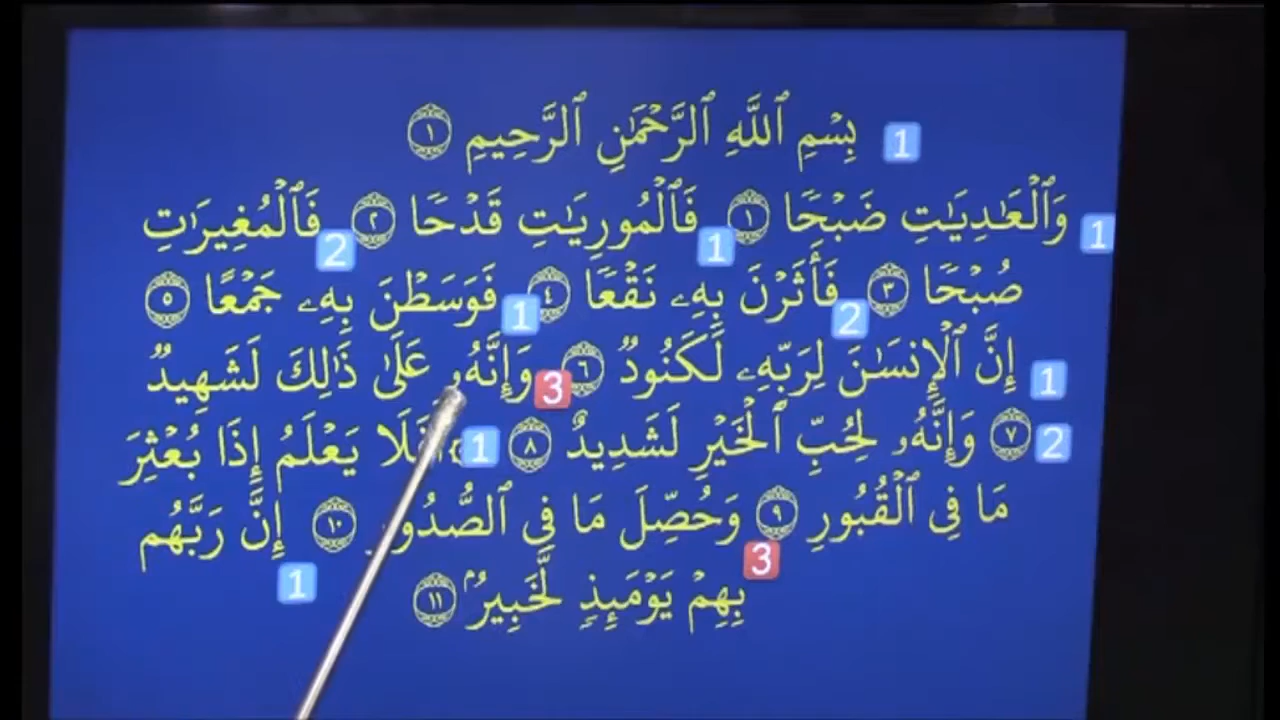 بِسْمِ ٱللَّهِ ٱلرَّحْمَٰنِ ٱلرَّحِيمِ ١ 1
1 وَٱلْعَٰدِيَٰتِ ضَبْحًا ١ 1 فَٱلْمُورِيَٰتِ قَدْحًا ٢ 2 فَٱلْمُغِيرَٰتِ
صُبْحًا ٣ 2 فَأَثَرْنَ بِهِۦ نَقْعًا ٤ 1 فَوَسَطْنَ بِهِۦ جَمْعًا ٥
1 إِنَّ ٱلْإِنسَٰنَ لِرَبِّهِۦ لَكَنُودٌ ٦ 3 وَإِنَّهُۥ عَلَىٰ ذَٰلِكَ لَشَهِيدٌ
2 ٧ وَإِنَّهُۥ لِحُبِّ ٱلْخَيْرِ لَشَدِيدٌ ٨ 1 يَعْلَمُ إِذَا بُعْثِرَ
مَا فِى ٱلْقُبُورِ ٩ 3 وَحُصِّلَ مَا فِى ١٠ 1 إِنَّ رَبَّهُم
بِهِمْ يَوْمَئِذٍ لَّخَبِيرٌۢ ١١